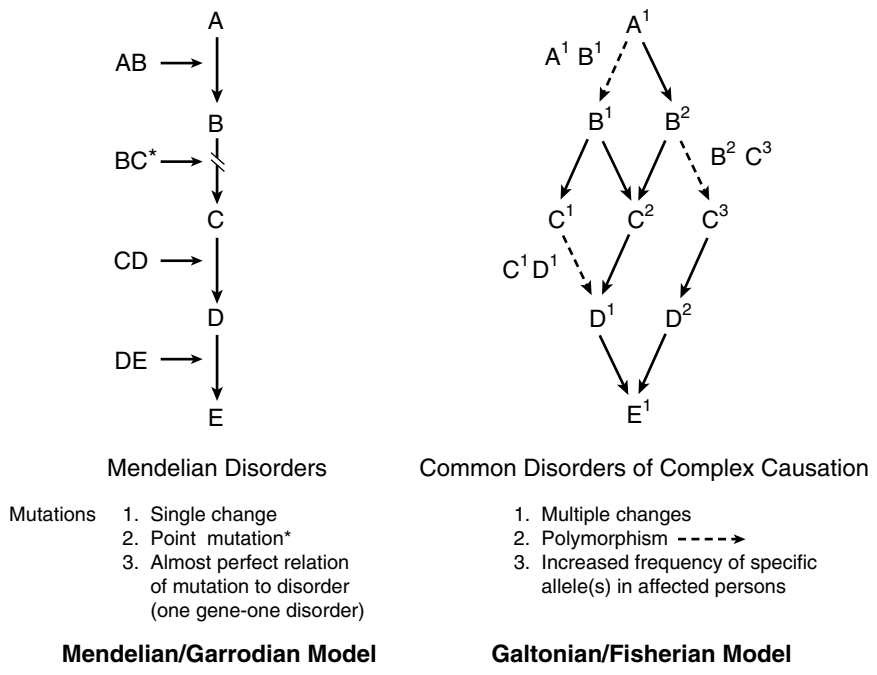 A
AB
B
BC*
C
CD
D
DE
E
A¹
A¹ B¹
B¹ B²
B² C³
C¹ C² C³
C¹ D¹
D¹ D²
E¹
Mendelian Disorders
Common Disorders of Complex Causation
Mutations 1. Single change
2. Point mutation*
3. Almost perfect relation
of mutation to disorder
(one gene-one disorder)
1. Multiple changes
2. Polymorphism
3. Increased frequency of specific
allele(s) in affected persons
Mendelian/Garrodian Model
Galtonian/Fisherian Model